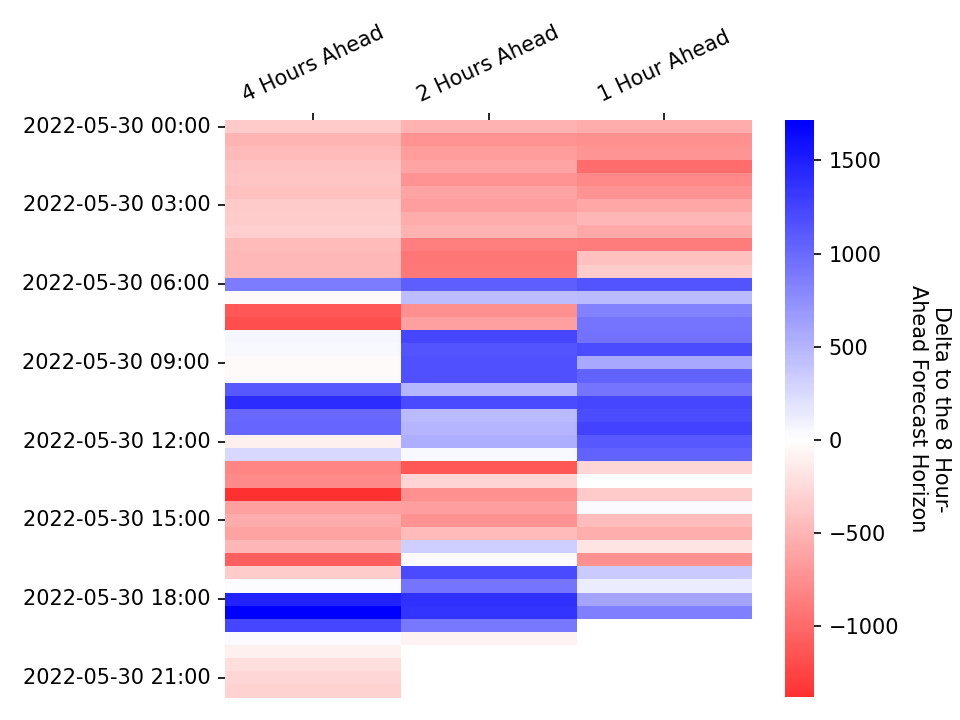 4 Hours Ahead
2 Hours Ahead
1 Hour Ahead
2022-05-30 00:00
2022-05-30 03:00
2022-05-30 06:00
2022-05-30 09:00
2022-05-30 12:00
2022-05-30 15:00
2022-05-30 18:00
2022-05-30 21:00
1500
1000
500
0
−500
−1000
Delta to the 8 Hour-
Ahead Forecast Horizon